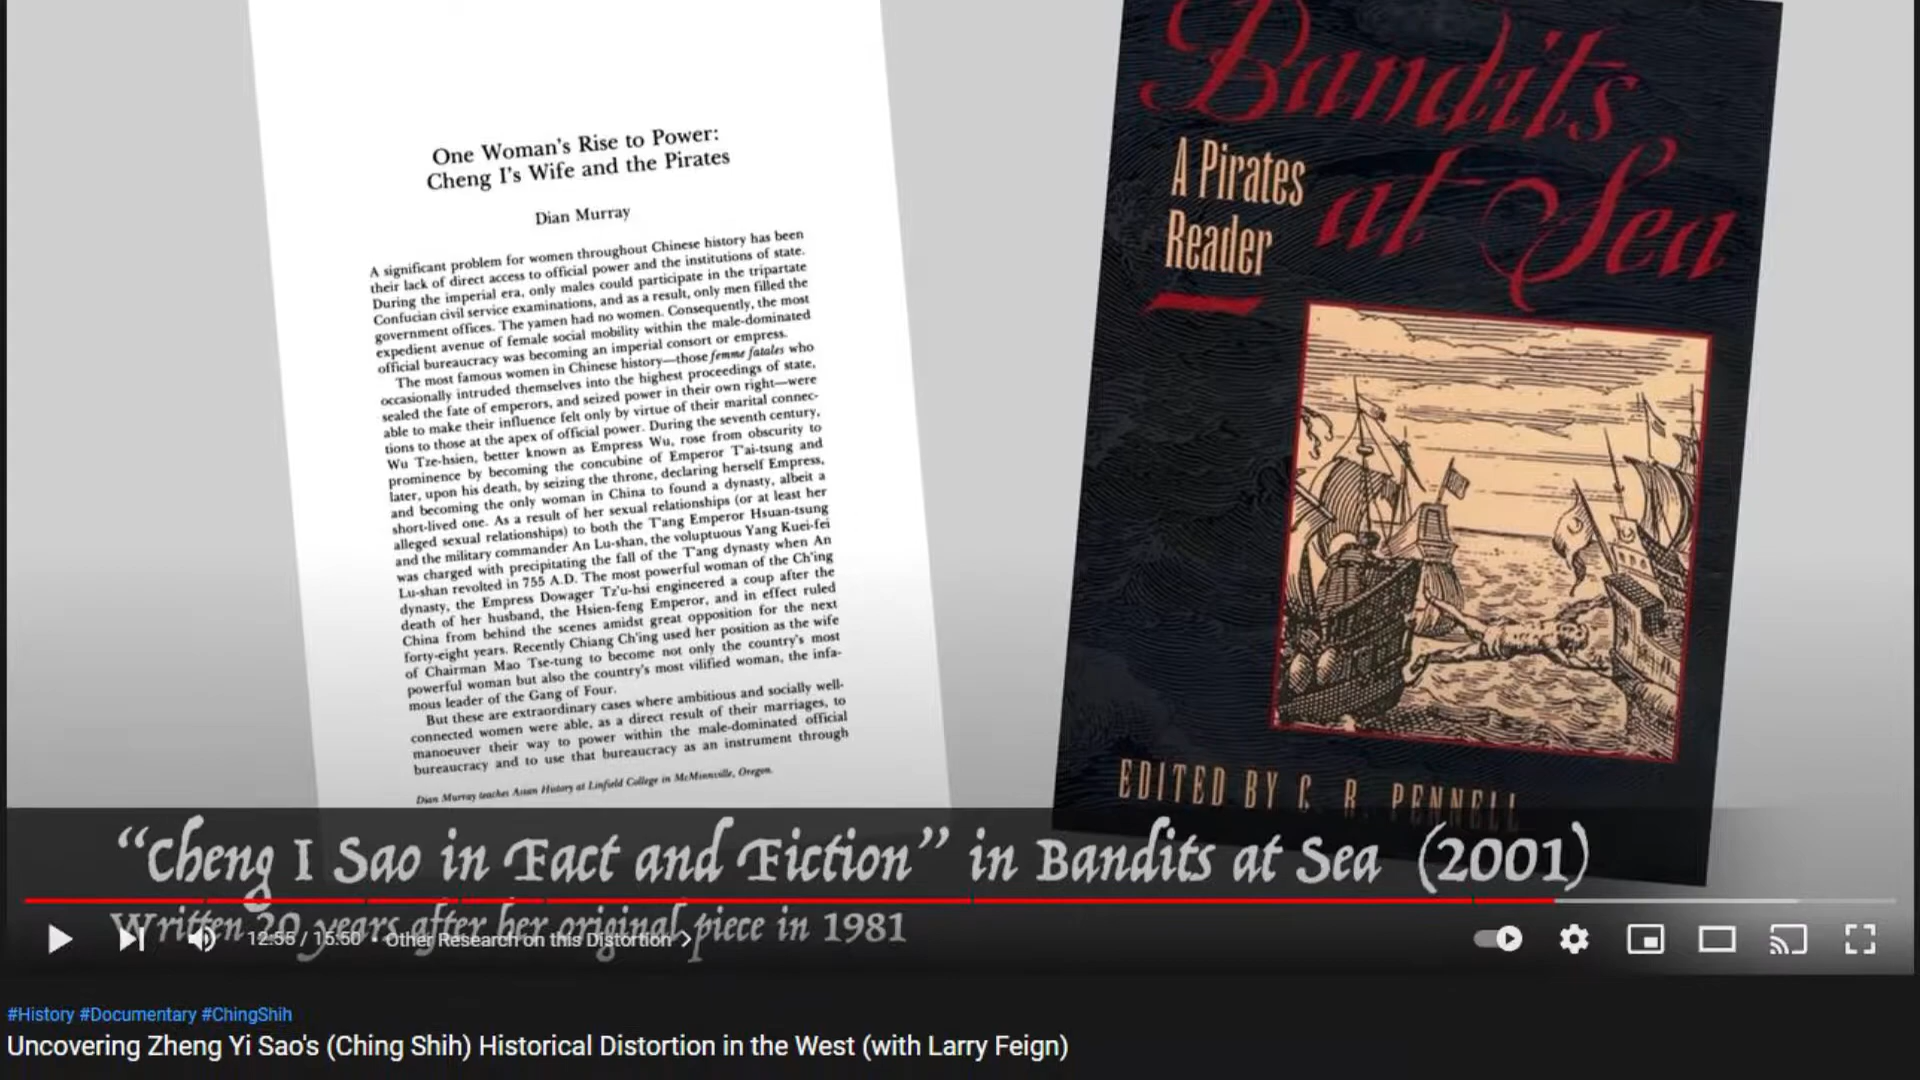 One Woman's Rise to Power:
Cheng I's Wife and the Pirates
Dian Murray
A significant problem for women throughout Chinese history has been
their lack of direct access to official power and the institutions of state.
During the imperial era, only males could participate in the tripartate
Confucian civil service examinations, and as a result, only men filled the
government offices. The yamen had no women. Consequently, the most
expedient avenue of female social mobility within the male-dominated
official bureaucracy was becoming an imperial consort or empress.
The most famous women in Chinese history—those femme fatales who
occasionally intruded themselves into the highest proceedings of state,
sealed the fate of emperors, and seized power in their own right—were
able to make their influence felt only by virtue of their marital connec-
tions to those at the apex of official power. During the seventh century,
Wu Tze-hsien, better known as Empress Wu, rose from obscurity to
prominence by becoming the concubine of Emperor T'ai-tsung and
later, upon his death, by seizing the throne, declaring herself Empress,
and becoming the only woman in China to found a dynasty, albeit a
short-lived one. As a result of her sexual relationships (or at least her
alleged sexual relationships) to both the T'ang Emperor Hsuan-tsung
and the military commander An Lu-shan, the voluptuous Yang Kuei-fei
was charged with precipitating the fall of the T'ang dynasty when An
Lu-shan revolted in 755 A.D. The most powerful woman of the Ch'ing
dynasty, the Empress Dowager Tz'u-hsi engineered a coup after the
death of her husband, the Hsien-feng Emperor, and in effect ruled
China from behind the scenes amidst great opposition for the next
forty-eight years. Recently Chiang Ch'ing used her position as the wife
of Chairman Mao Tse-tung to become not only the country's most
powerful woman but also the country's most vilified woman, the infa-
mous leader of the Gang of Four.
But these are extraordinary cases where ambitious and socially well-
connected women were able, as a direct result of their marriages, to
manoeuver their way to power within the male-dominated official
bureaucracy and to use that bureaucracy as an instrument through
Dian Murray teaches Asian History at Linfield College in McMinnville, Oregon.
Bandits
at Sea
A Pirates
Reader
EDITED BY C. R. PENNELL
"Cheng I Sao in Fact and Fiction" in Bandits at Sea (2001)
Written 20 years after her original piece in 1981
12:55 / 15:50 • Other Research on this Distortion >
#History #Documentary #ChingShih
Uncovering Zheng Yi Sao's (Ching Shih) Historical Distortion in the West (with Larry Feign)